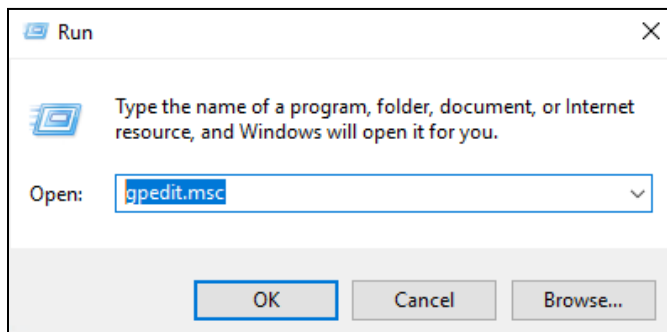 Run
Type the name of a program, folder, document, or Internet
resource, and Windows will open it for you.
Open: gpedit.msc
OK Cancel Browse...